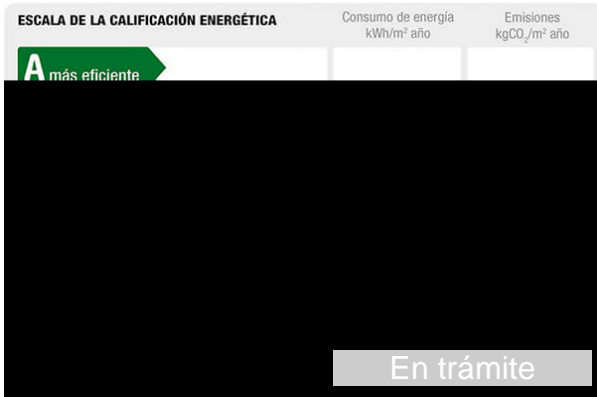 ESCALA DE LA CALIFICACIÓN ENERGÉTICA
Consumo de energía
kWh/m² año
Emisiones
kgCO₂/m² año
A más eficiente
En trámite